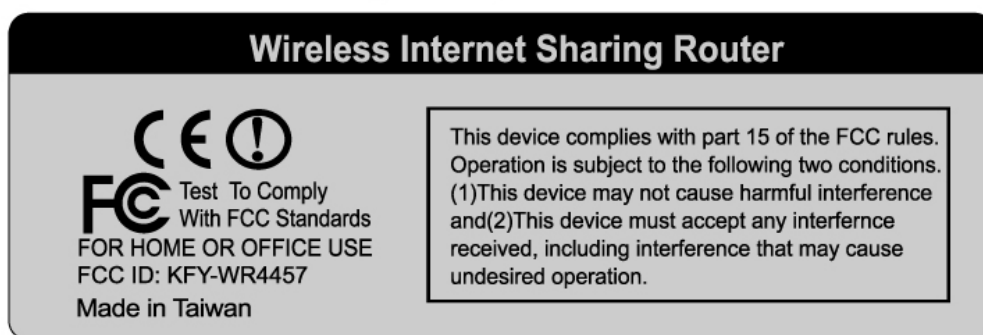 Wireless Internet Sharing Router
CE
FC Test To Comply
With FCC Standards
FOR HOME OR OFFICE USE
FCC ID: KFY-WR4457
Made in Taiwan
This device complies with part 15 of the FCC rules.
Operation is subject to the following two conditions.
(1)This device may not cause harmful interference
and(2)This device must accept any interfernce
received, including interference that may cause
undesired operation.